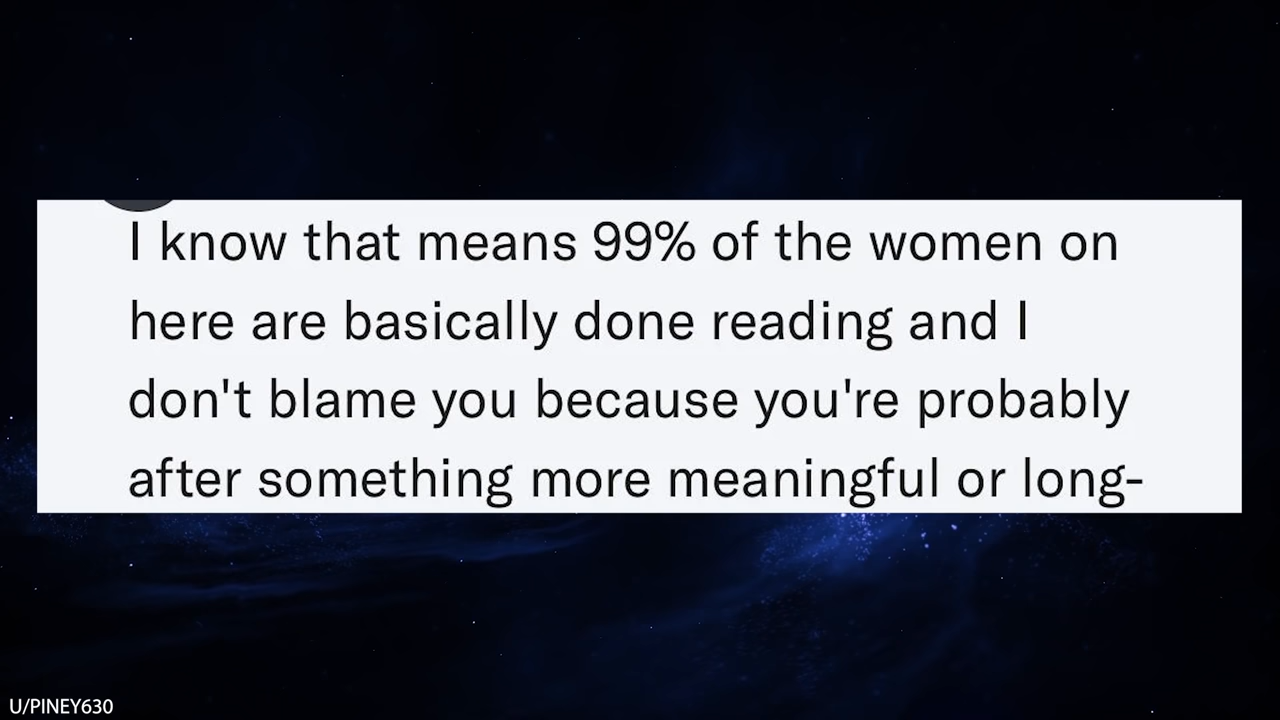 I know that means 99% of the women on
here are basically done reading and I
don't blame you because you're probably
after something more meaningful or long-
U/PINEY630